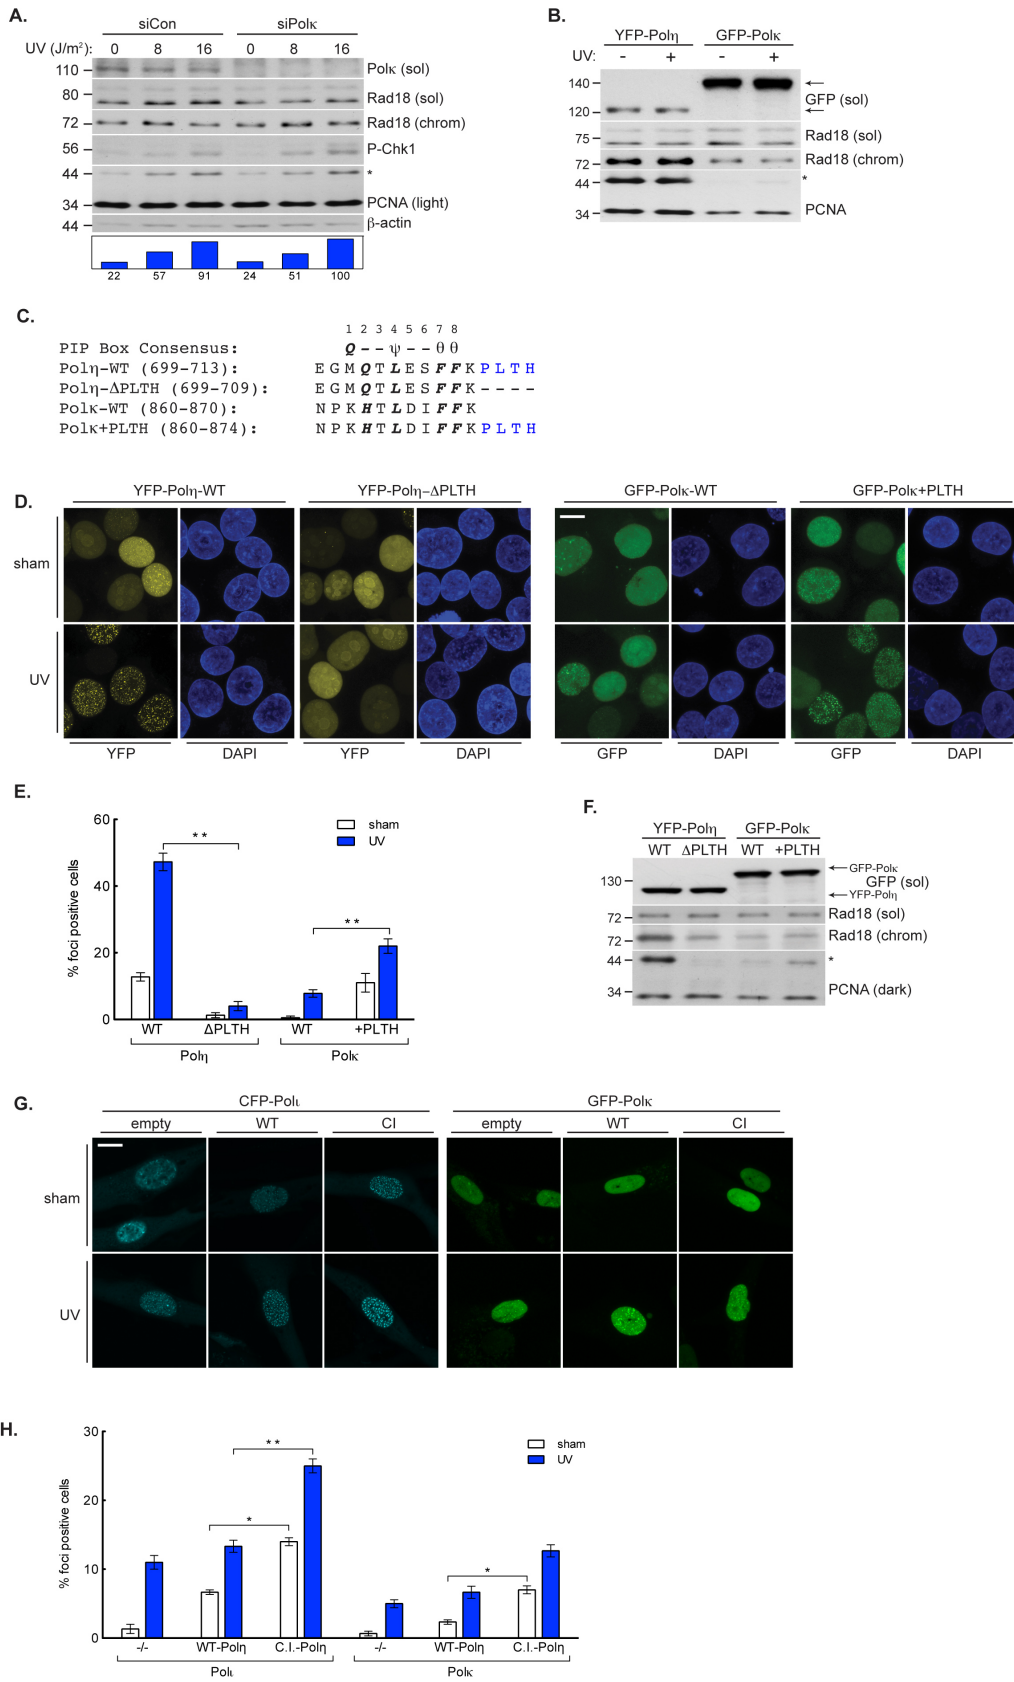 A.
siCon siPolκ
UV (J/m²): 0 8 16 0 8 16
110 Polκ (sol)
80 Rad18 (sol)
72 Rad18 (chrom)
56 P-Chk1
44 *
34 PCNA (light)
44 β-actin
22 57 91 24 51 100
B.
YFP-Polη GFP-Polκ
UV: - + - +
140
GFP (sol)
120
75 Rad18 (sol)
72 Rad18 (chrom)
44 *
34 PCNA
C.
1 2 3 4 5 6 7 8
PIP Box Consensus: Q – – ψ – – θ θ
Polη-WT (699-713): E G M Q T L E S F F K P L T H
Polη-ΔPLTH (699-709): E G M Q T L E S F F K - - - -
Polκ-WT (860-870): N P K H T L D I F F K
Polκ+PLTH (860-874): N P K H T L D I F F K P L T H
D.
YFP-Polη-WT YFP-Polη–ΔPLTH GFP-Polκ-WT GFP-Polκ+PLTH
sham
UV
YFP DAPI YFP DAPI GFP DAPI GFP DAPI
E.
60
40
20
0
% foci positive cells
sham
UV
* *
* *
WT ΔPLTH WT +PLTH
Polη Polκ
F.
YFP-Polη GFP-Polκ
WT ΔPLTH WT +PLTH
GFP-Polκ
130 GFP (sol)
YFP-Polη
72 Rad18 (sol)
72 Rad18 (chrom)
44 *
34 PCNA (dark)
G.
CFP-Polι GFP-Polκ
empty WT CI empty WT CI
sham
UV
H.
30
20
10
0
% foci positive cells
sham
UV
* *
*
*
-/- WT-Polη C.I.-Polη -/- WT-Polη C.I.-Polη
Polι Polκ